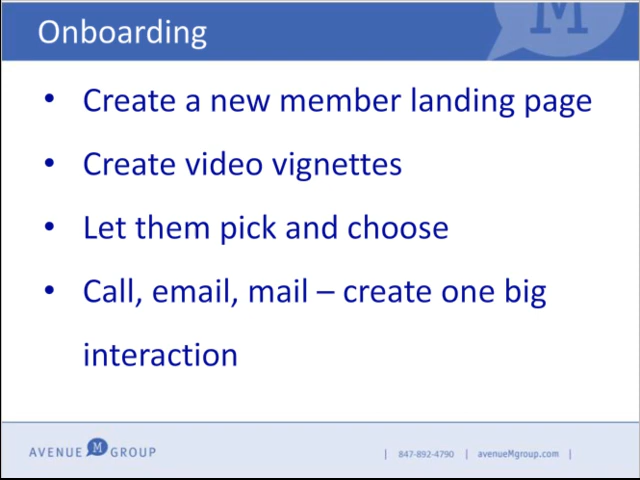 Onboarding
M
• Create a new member landing page
• Create video vignettes
• Let them pick and choose
• Call, email, mail – create one big
interaction
AVENUE M GROUP | 847-892-4790 | avenueMgroup.com |